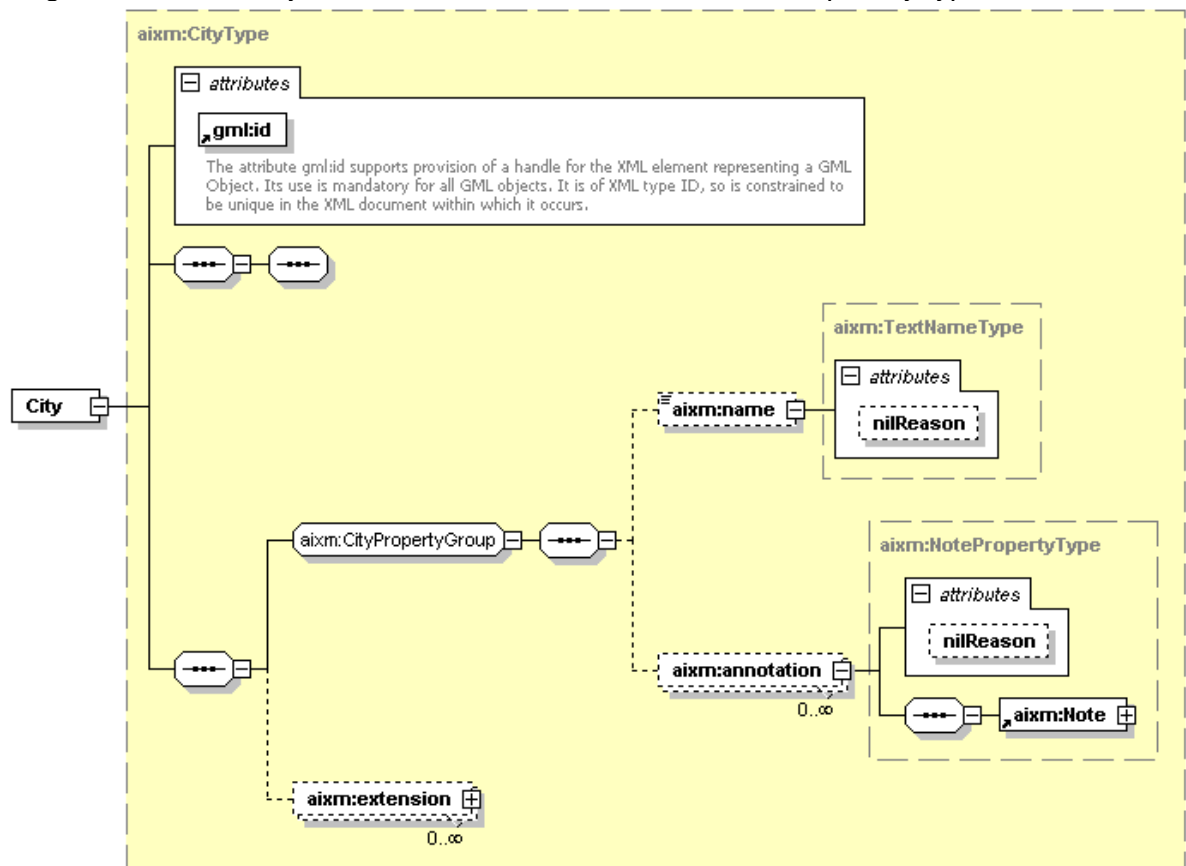 aixm:CityType
attributes
gml:id
The attribute gml:id supports provision of a handle for the XML element representing a GML
Object. Its use is mandatory for all GML objects. It is of XML type ID, so is constrained to
be unique in the XML document within which it occurs.
aixm:TextNameType
attributes
City
aixm:name
nilReason
aixm:CityPropertyGroup
aixm:NotePropertyType
attributes
nilReason
aixm:annotation
0..∞
aixm:Note
aixm:extension
0..∞